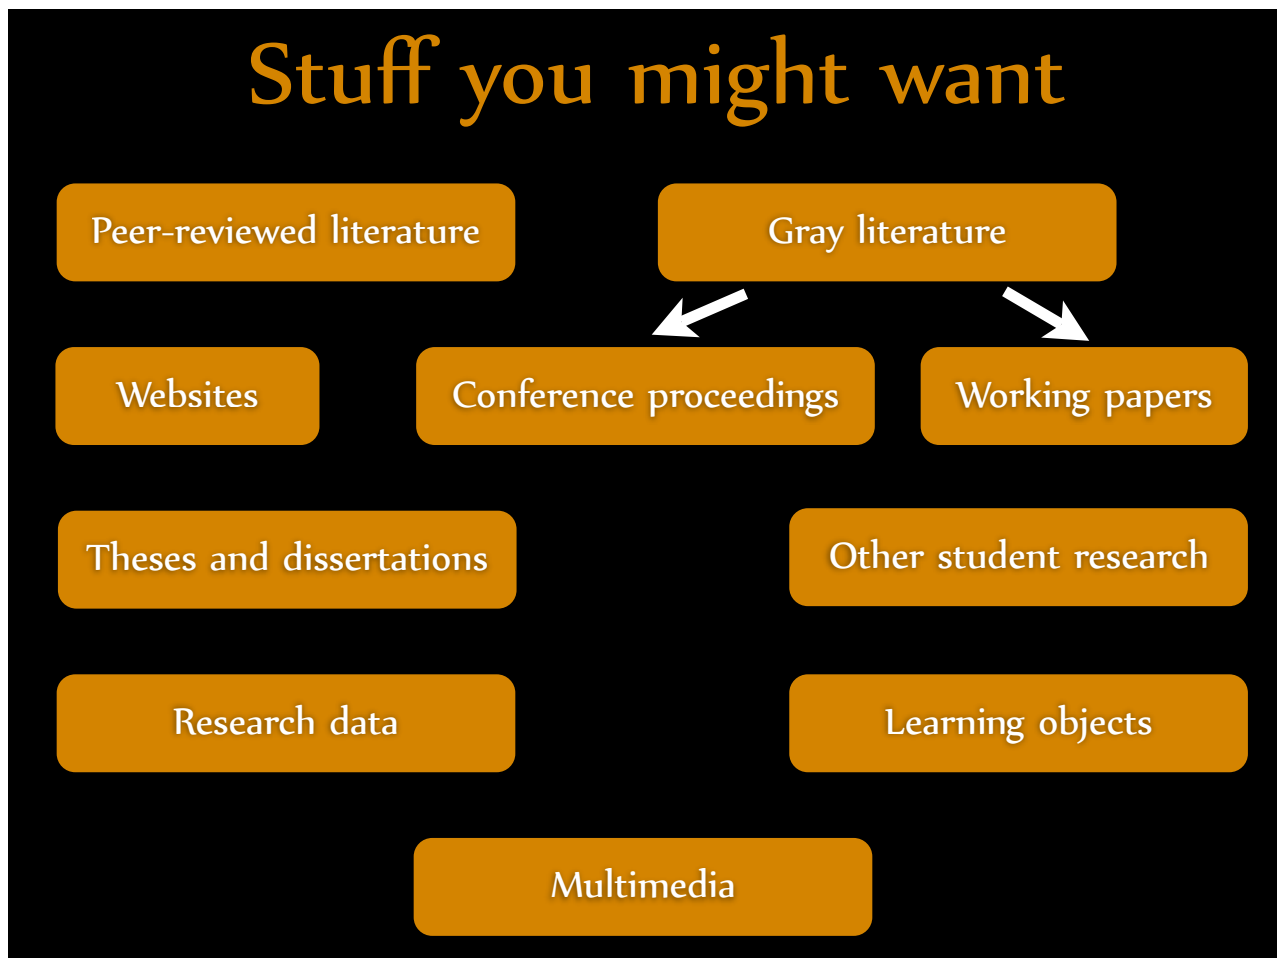 Stuff you might want
Peer-reviewed literature
Gray literature
Websites
Conference proceedings
Working papers
Theses and dissertations
Other student research
Research data
Learning objects
Multimedia